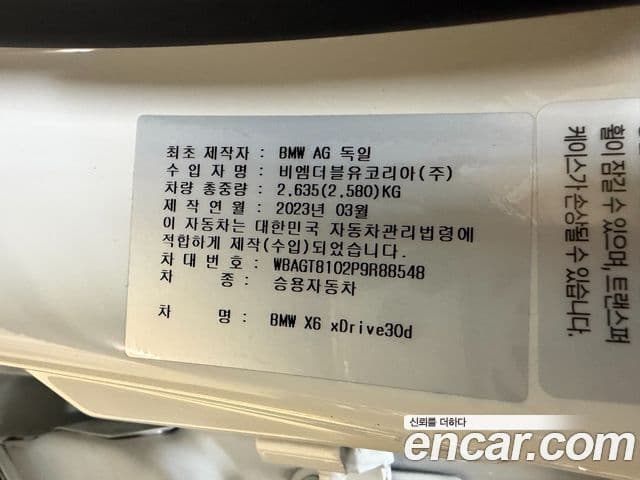 최초 제작자 : BMW AG 독일
수 입 자 명 : 비엠더블유코리아(주)
차량 총중량 : 2.635(2.580)KG
제 작 연 월 : 2023년 03월
이 자동차는 대한민국 자동차관리법령에
적합하게 제작(수입)되었습니다.
차 대 번 호 : WBAGT8102P9R88548
차 종 : 승용자동차
차 명 : BMW X6 xDrive30d
휠이 잠길 수 있으며, 트랜스퍼
케이스가 손상될 수 있습니다.
신뢰를 더하다
encar.com